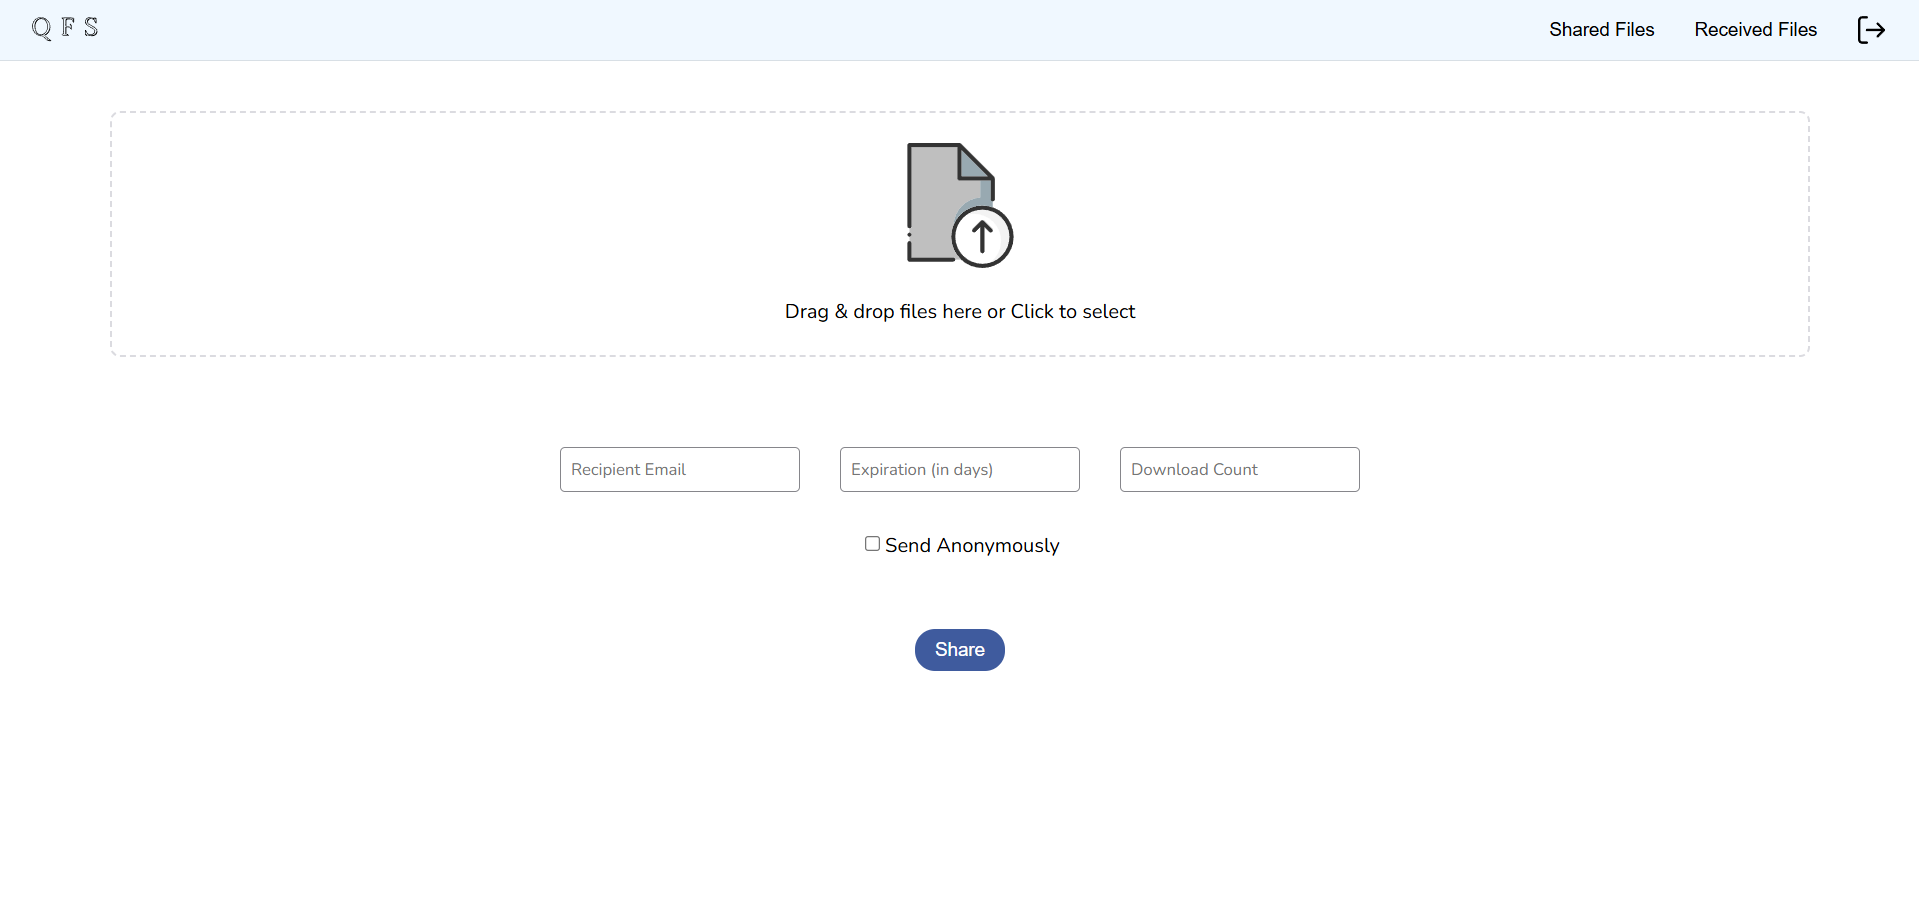 Q F S
Shared Files
Received Files
Drag & drop files here or Click to select
Recipient Email
Expiration (in days)
Download Count
Send Anonymously
Share